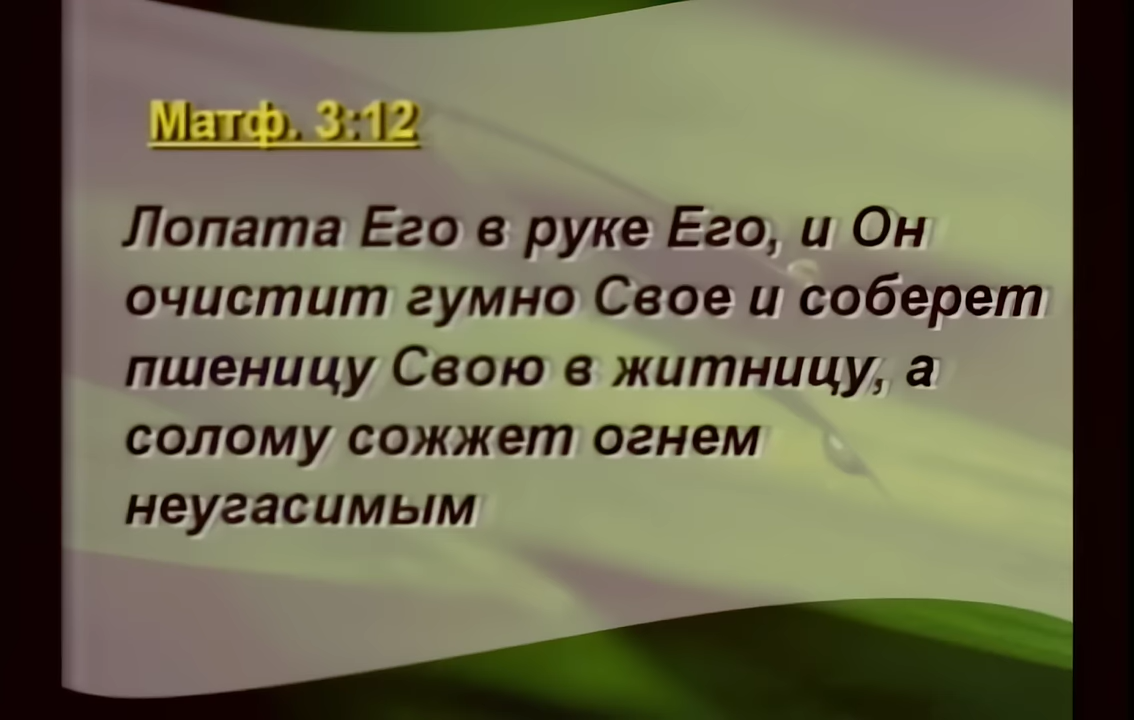 Матф. 3:12
Лопата Его в руке Его, и Он
очистит гумно Свое и соберет
пшеницу Свою в житницу, а
солому сожжет огнем
неугасимым